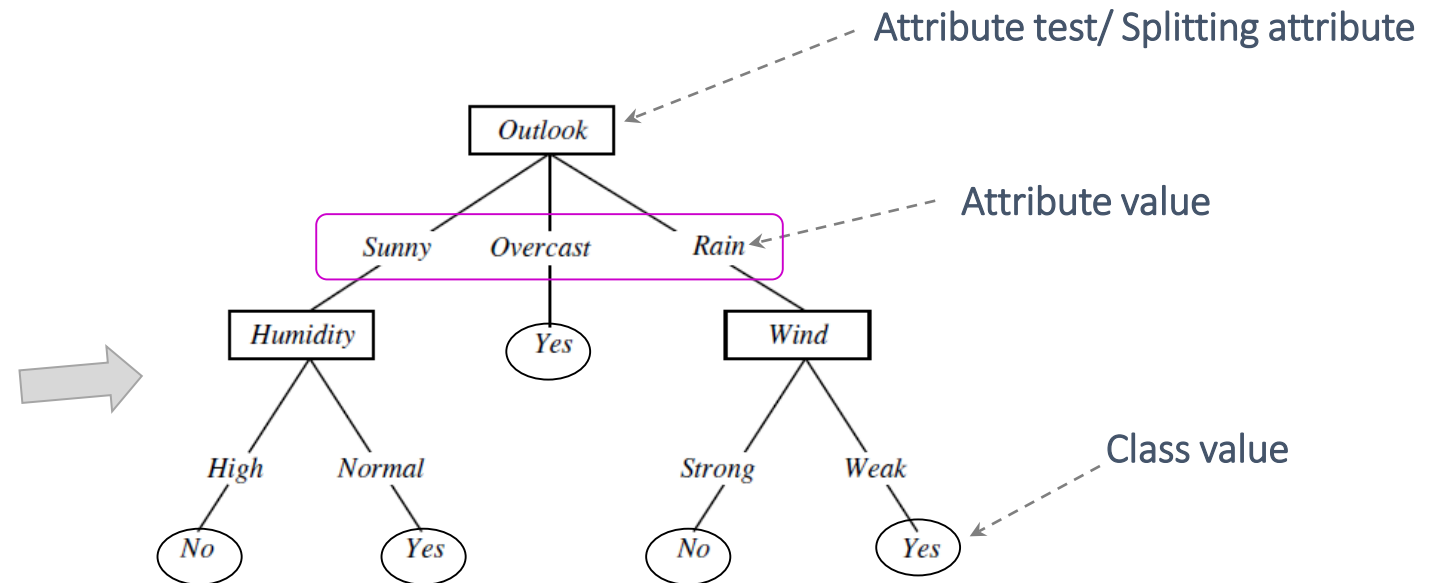 Attribute test/ Splitting attribute
Outlook
Attribute value
Sunny Overcast Rain
Humidity Yes Wind
Class value
High Normal Strong Weak
No Yes No Yes